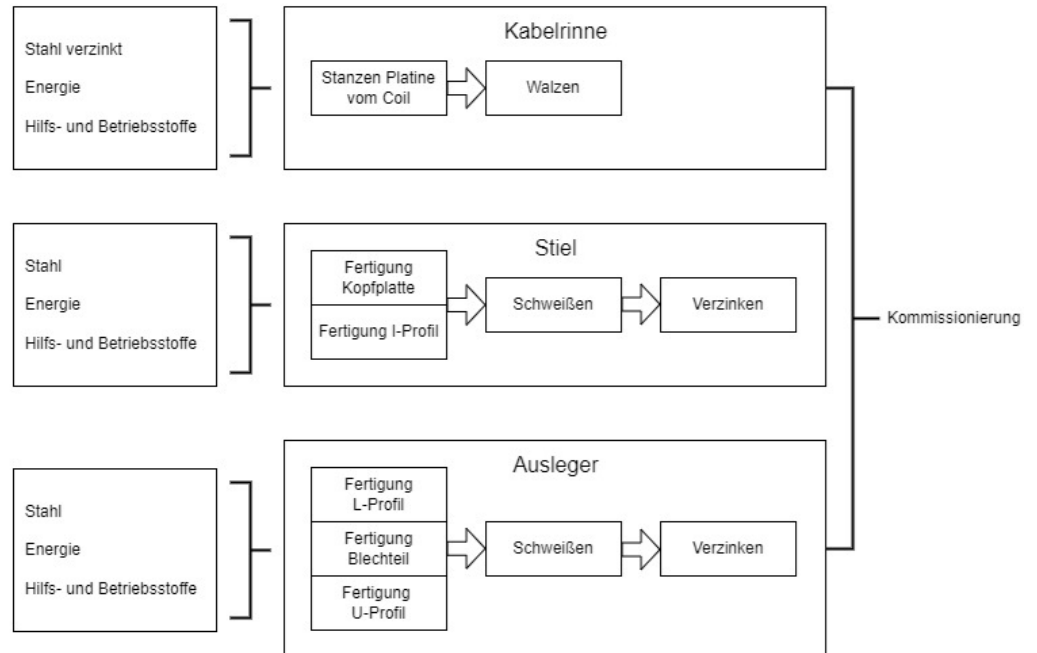 Stahl verzinkt
Energie
Hilfs- und Betriebsstoffe
Kabelrinne
Stanzen Platine
vom Coil
Walzen
Stahl
Energie
Hilfs- und Betriebsstoffe
Stiel
Fertigung
Kopfplatte
Fertigung I-Profil
Schweißen
Verzinken
Kommissionierung
Stahl
Energie
Hilfs- und Betriebsstoffe
Ausleger
Fertigung
L-Profil
Fertigung
Blechteil
Fertigung
U-Profil
Schweißen
Verzinken